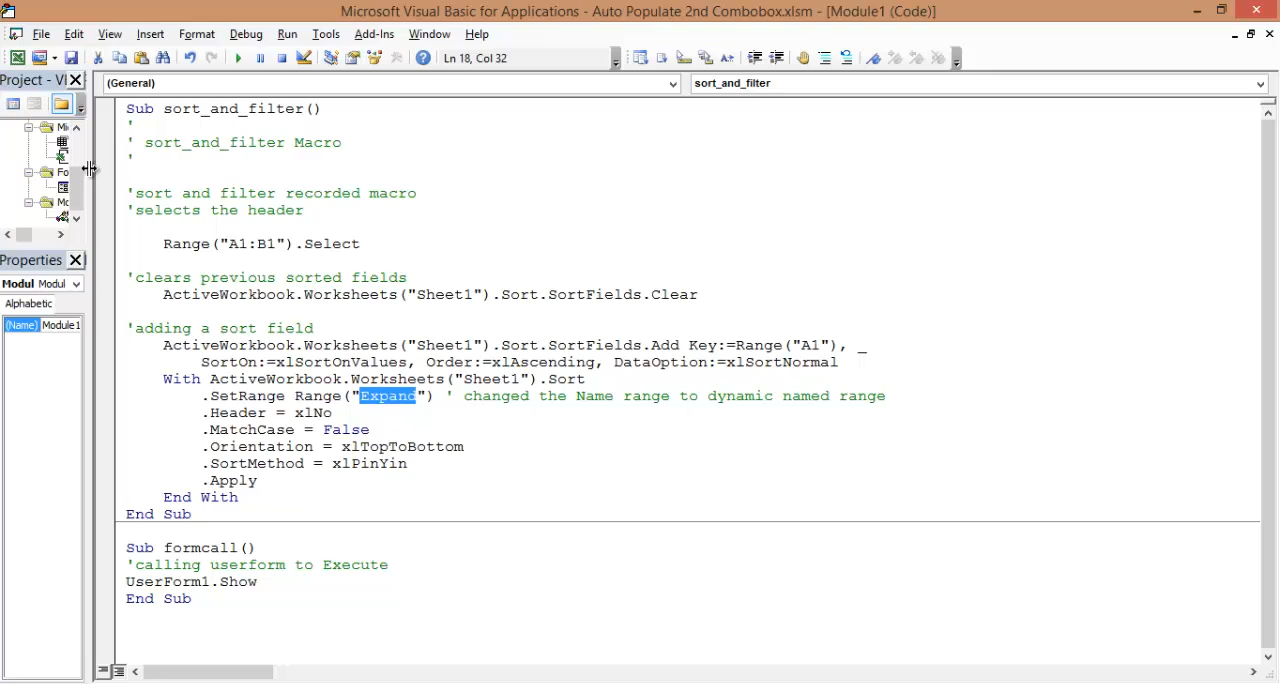 Microsoft Visual Basic for Applications - Auto Populate 2nd Combobox.xlsm - [Module1 (Code)]
File Edit View Insert Format Debug Run Tools Add-Ins Window Help
Ln 18, Col 32
Project - VI
(General) sort_and_filter
Mi
Fo
Mo
Properties
Modul Modul
Alphabetic
(Name) Module1
Sub sort_and_filter()
'
' sort_and_filter Macro
'
'sort and filter recorded macro
'selects the header
Range("A1:B1").Select
'clears previous sorted fields
ActiveWorkbook.Worksheets("Sheet1").Sort.SortFields.Clear
'adding a sort field
ActiveWorkbook.Worksheets("Sheet1").Sort.SortFields.Add Key:=Range("A1"), _
SortOn:=xlSortOnValues, Order:=xlAscending, DataOption:=xlSortNormal
With ActiveWorkbook.Worksheets("Sheet1").Sort
.SetRange Range("Expand") ' changed the Name range to dynamic named range
.Header = xlNo
.MatchCase = False
.Orientation = xlTopToBottom
.SortMethod = xlPinYin
.Apply
End With
End Sub
Sub formcall()
'calling userform to Execute
UserForm1.Show
End Sub